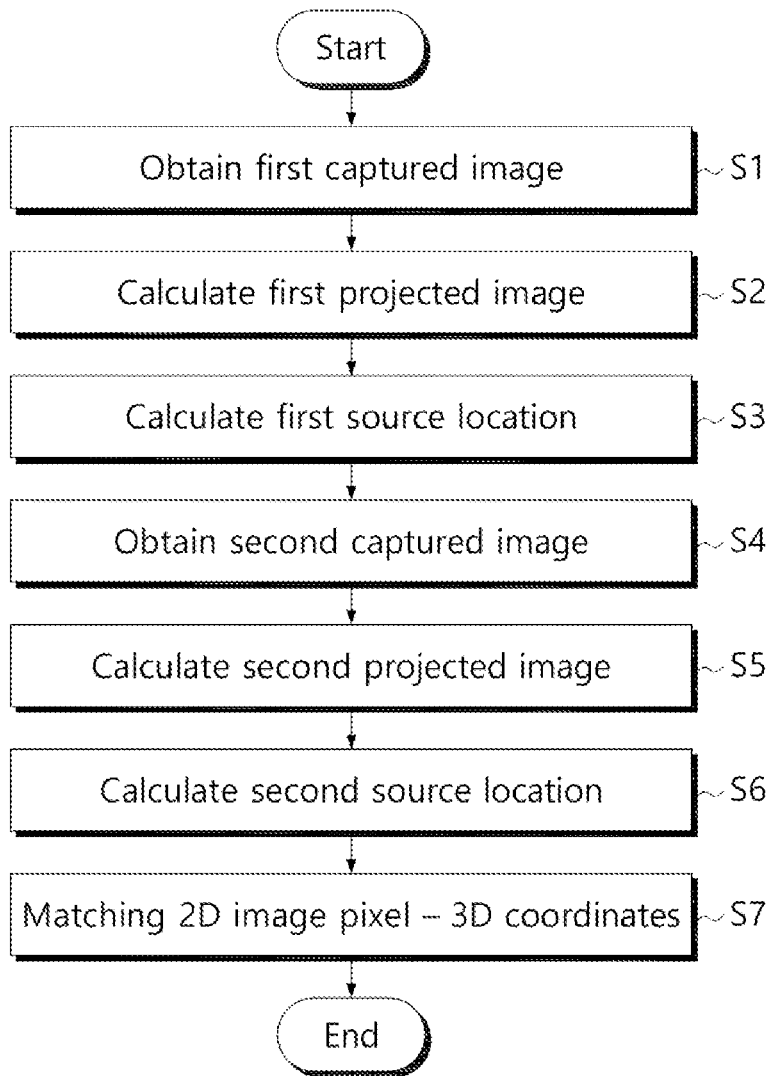 Start
Obtain first captured image S1
Calculate first projected image S2
Calculate first source location S3
Obtain second captured image S4
Calculate second projected image S5
Calculate second source location S6
Matching 2D image pixel – 3D coordinates S7
End